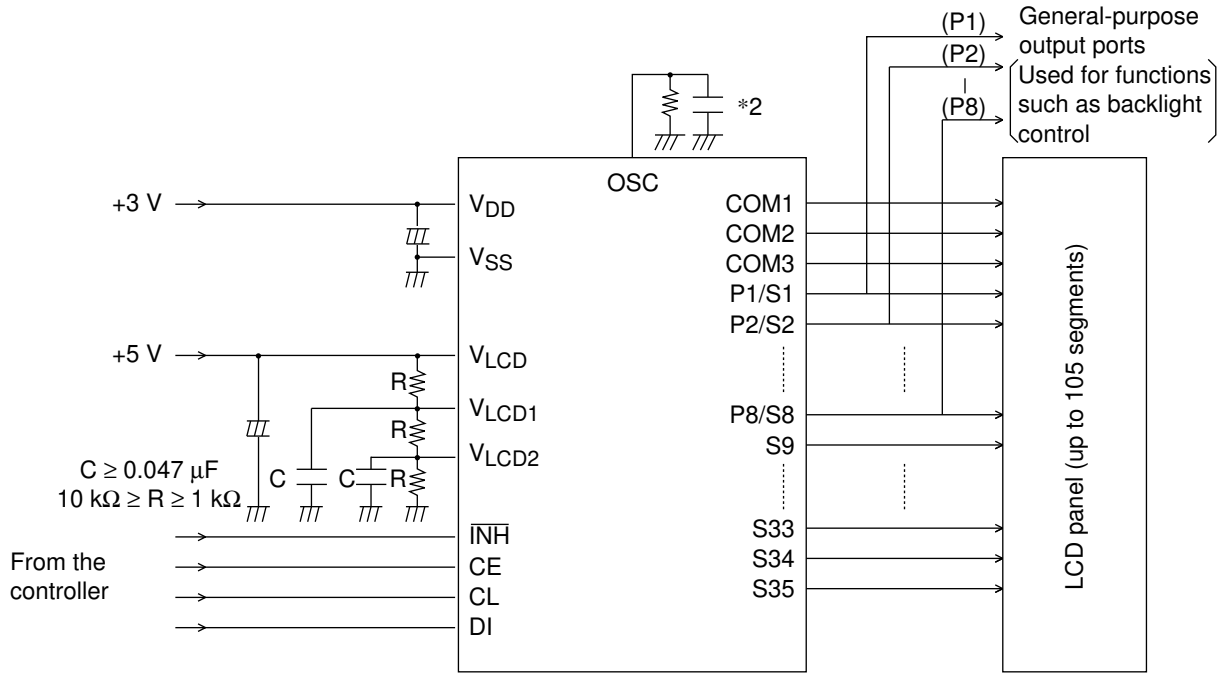 (P1)
(P2)
(P8)
General-purpose
output ports
Used for functions
such as backlight
control
*2
OSC
+3 V
VDD
VSS
+5 V
VLCD
R
VLCD1
R
VLCD2
R
C
C
C ≥ 0.047 μF
10 kΩ ≥ R ≥ 1 kΩ
From the
controller
INH
CE
CL
DI
COM1
COM2
COM3
P1/S1
P2/S2
P8/S8
S9
S33
S34
S35
LCD panel (up to 105 segments)